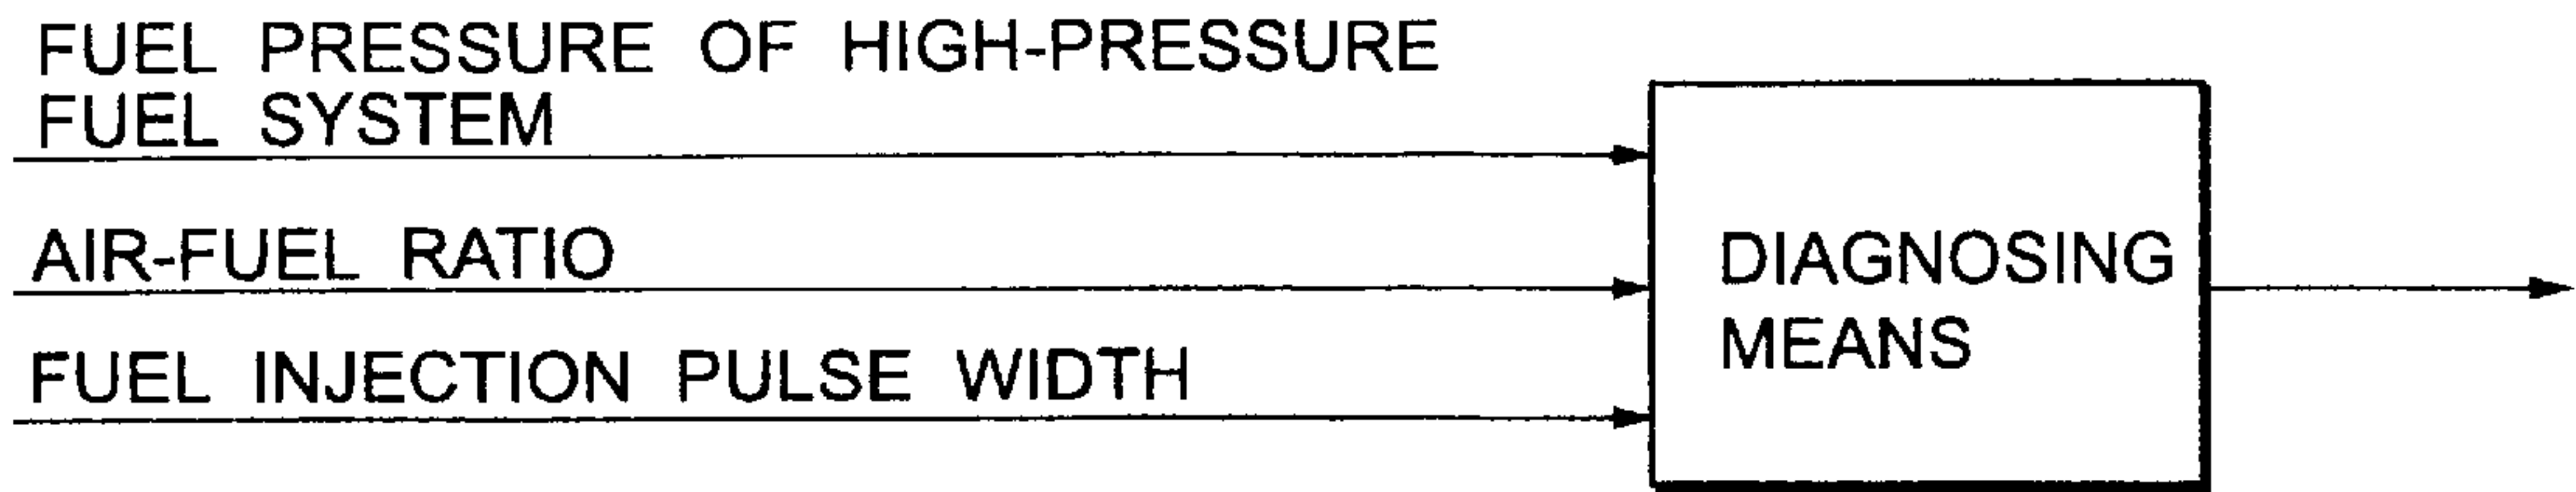 FUEL PRESSURE OF HIGH-PRESSURE
FUEL SYSTEM
AIR-FUEL RATIO
FUEL INJECTION PULSE WIDTH
DIAGNOSING
MEANS